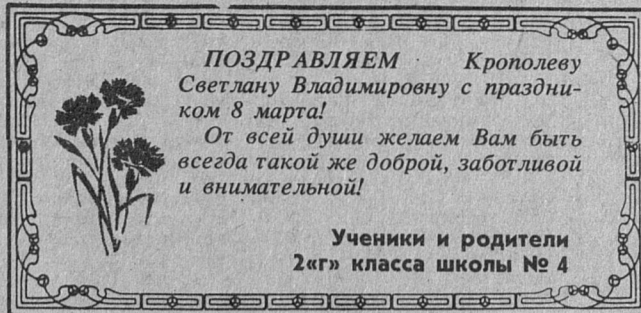 ПОЗДРАВЛЯЕМ Крополеву
Светлану Владимировну с праздни-
ком 8 марта!
От всей души желаем Вам быть
всегда такой же доброй, заботливой
и внимательной!
Ученики и родители
2«г» класса школы № 4